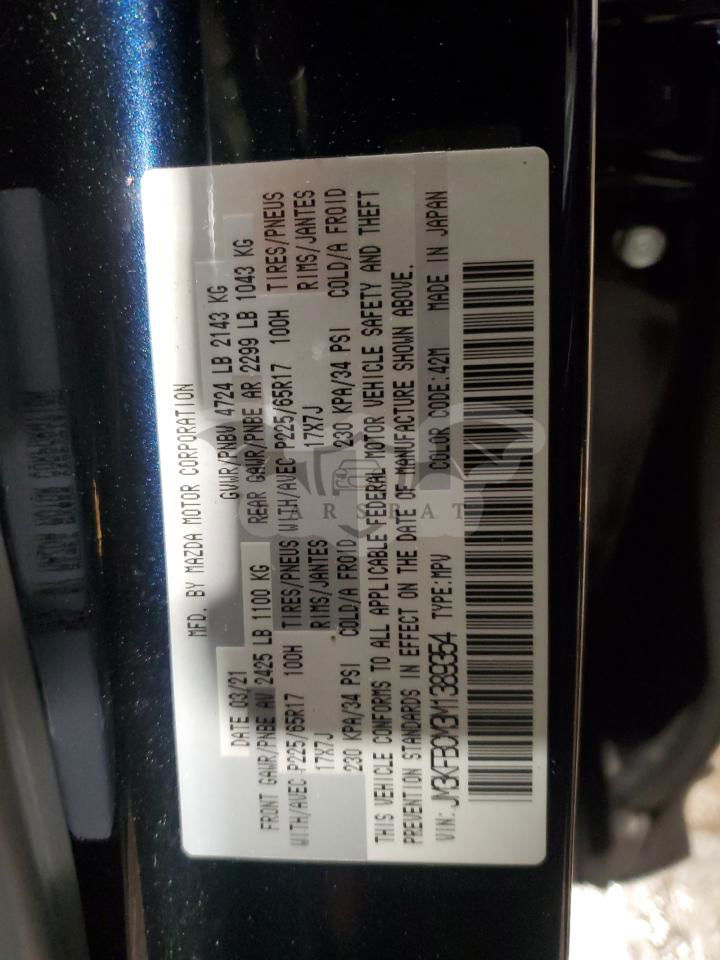 MFD. BY MAZDA MOTOR CORPORATION
DATE 03/21 GVWR/PNBV 4724 LB 2143 KG
FRONT GAWR/PNBE AV 2425 LB 1100 KG REAR GAWR/PNBE AR 2299 LB 1043 KG
WITH/AVEC P225/65R17 100H TIRES/PNEUS WITH/AVEC P225/65R17 100H TIRES/PNEUS
17X7J RIMS/JANTES 17X7J RIMS/JANTES
230 KPA/34 PSI COLD/A FROID 230 KPA/34 PSI COLD/A FROID
THIS VEHICLE CONFORMS TO ALL APPLICABLE FEDERAL MOTOR VEHICLE SAFETY AND THEFT
PREVENTION STANDARDS IN EFFECT ON THE DATE OF MANUFACTURE SHOWN ABOVE.
VIN: JM3KFBCM3M1389354 TYPE:MPV COLOR CODE:42M MADE IN JAPAN